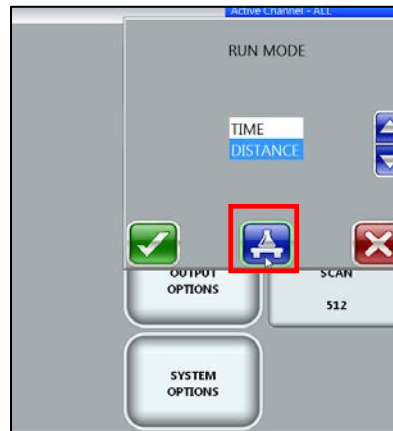 Active Channel - ALL
RUN MODE
TIME
DISTANCE
OUTPUT
OPTIONS
SCAN
512
SYSTEM
OPTIONS